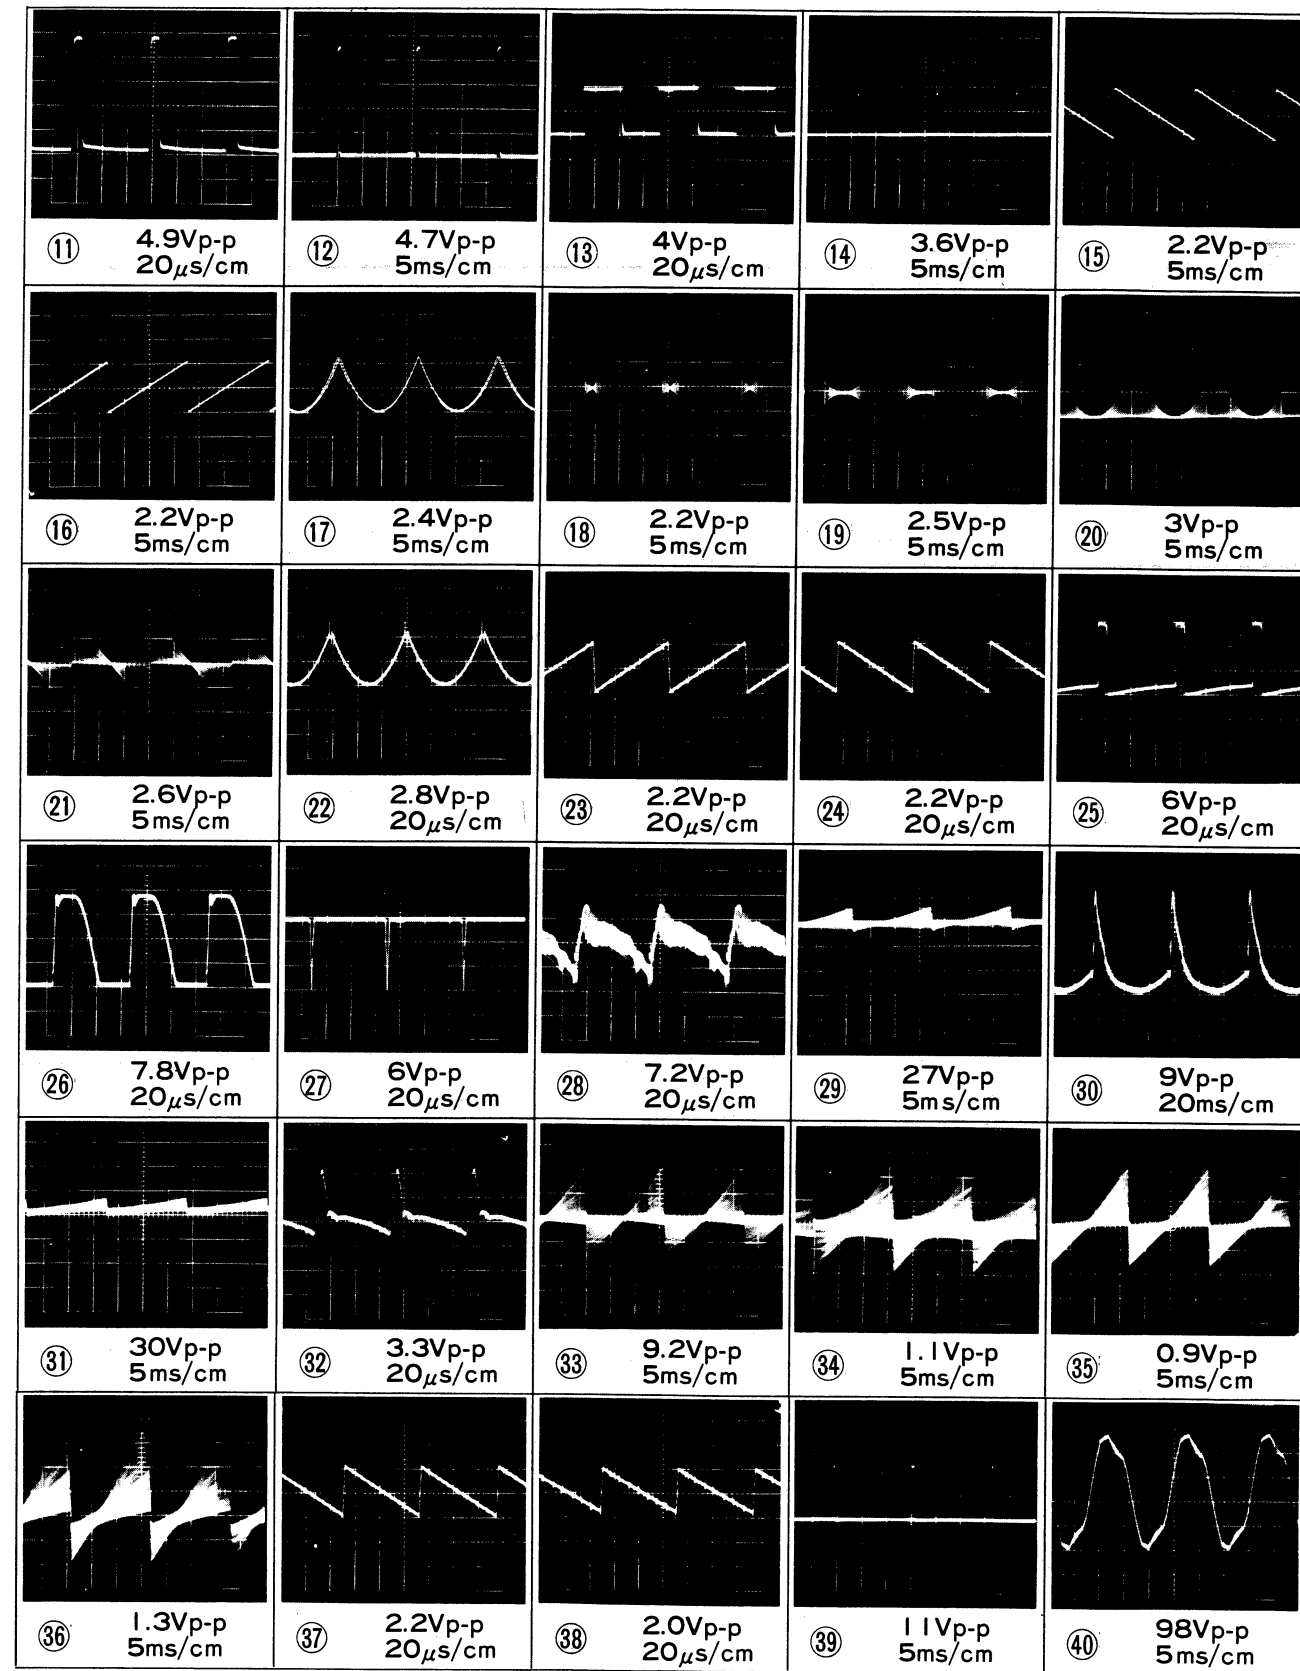 ⑪ 4.9Vp-p
20μs/cm
⑫ 4.7Vp-p
5ms/cm
⑬ 4Vp-p
20μs/cm
⑭ 3.6Vp-p
5ms/cm
⑮ 2.2Vp-p
5ms/cm
⑯ 2.2Vp-p
5ms/cm
⑰ 2.4Vp-p
5ms/cm
⑱ 2.2Vp-p
5ms/cm
⑲ 2.5Vp-p
5ms/cm
⑳ 3Vp-p
5ms/cm
㉑ 2.6Vp-p
5ms/cm
㉒ 2.8Vp-p
20μs/cm
㉓ 2.2Vp-p
20μs/cm
㉔ 2.2Vp-p
20μs/cm
㉕ 6Vp-p
20μs/cm
㉖ 7.8Vp-p
20μs/cm
㉗ 6Vp-p
20μs/cm
㉘ 7.2Vp-p
20μs/cm
㉙ 27Vp-p
5ms/cm
㉚ 9Vp-p
20ms/cm
㉛ 30Vp-p
5ms/cm
㉜ 3.3Vp-p
20μs/cm
㉝ 9.2Vp-p
5ms/cm
㉞ 1.1Vp-p
5ms/cm
㉟ 0.9Vp-p
5ms/cm
㊱ 1.3Vp-p
5ms/cm
㊲ 2.2Vp-p
20μs/cm
㊳ 2.0Vp-p
20μs/cm
㊴ 11Vp-p
5ms/cm
㊵ 98Vp-p
5ms/cm